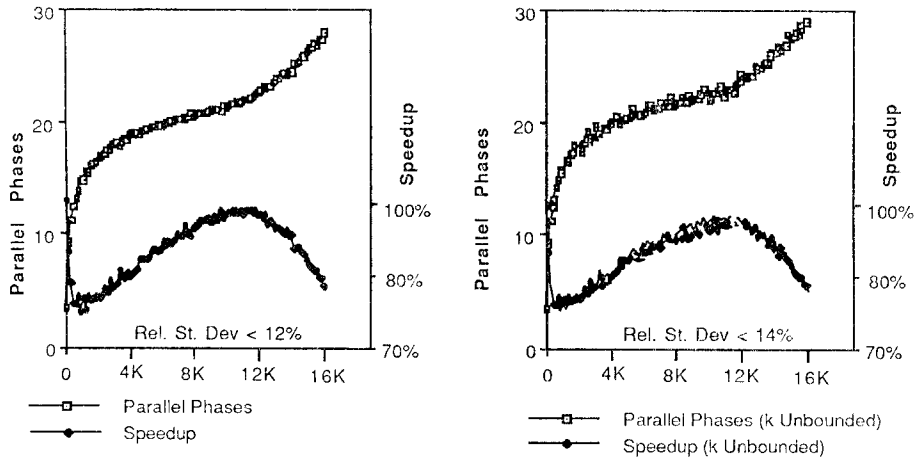 30
20
10
0
Parallel Phases
Speedup
100%
80%
70%
Rel. St. Dev < 12%
0 4K 8K 12K 16K
Parallel Phases
Speedup
30
20
10
0
Parallel Phases
Speedup
100%
80%
70%
Rel. St. Dev < 14%
0 4K 8K 12K 16K
Parallel Phases (k Unbounded)
Speedup (k Unbounded)